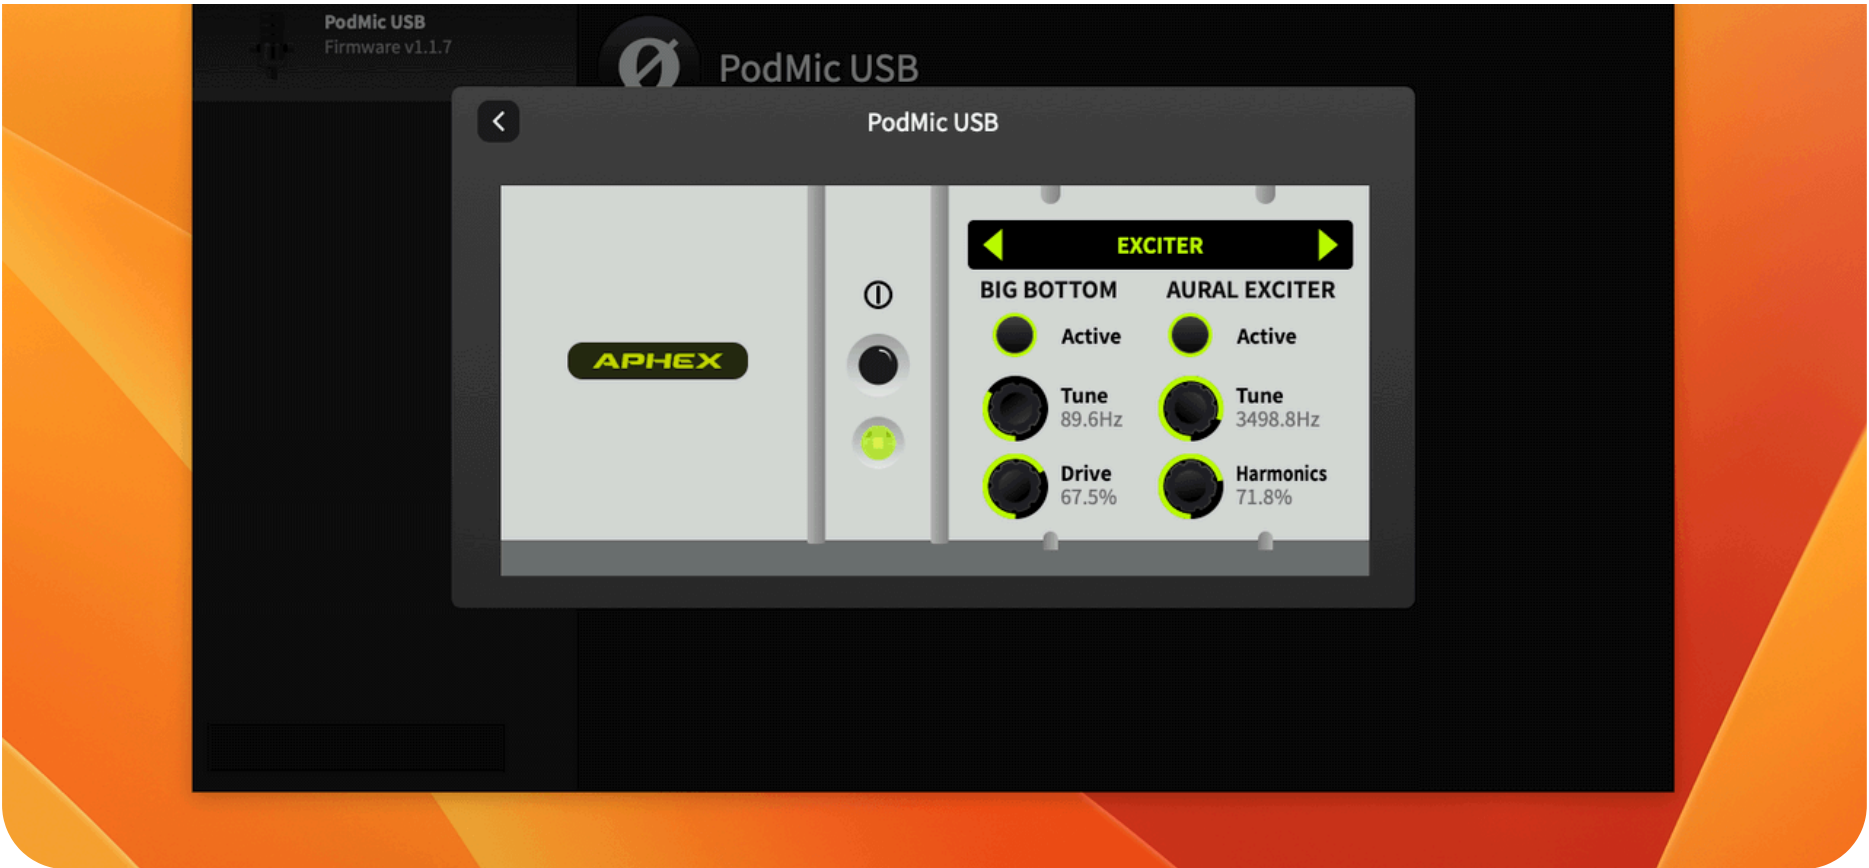 PodMic USB
Firmware v1.1.7
PodMic USB
PodMic USB
APHEX
EXCITER
BIG BOTTOM
Active
Tune
89.6Hz
Drive
67.5%
AURAL EXCITER
Active
Tune
3498.8Hz
Harmonics
71.8%